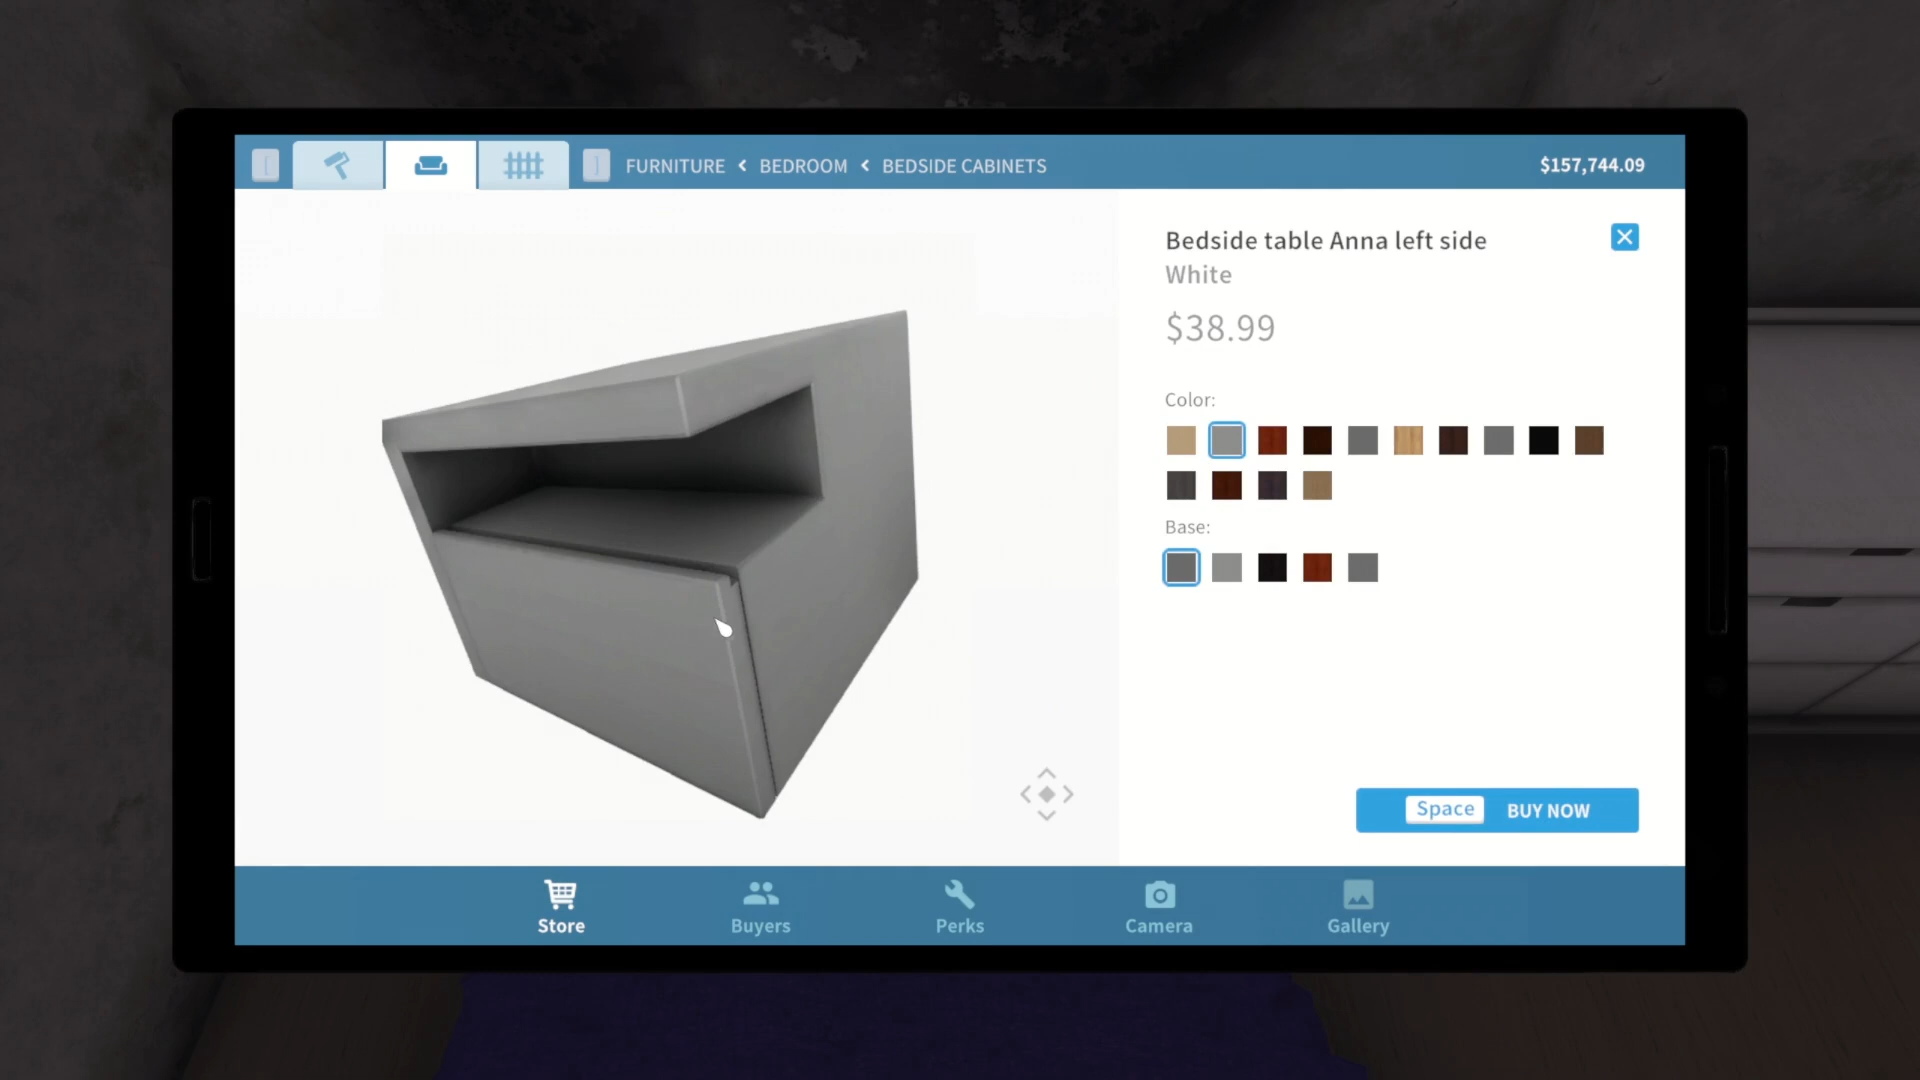 FURNITURE < BEDROOM < BEDSIDE CABINETS
$157,744.09
Bedside table Anna left side
White
$38.99
Color:
Base:
Space BUY NOW
Store Buyers Perks Camera Gallery